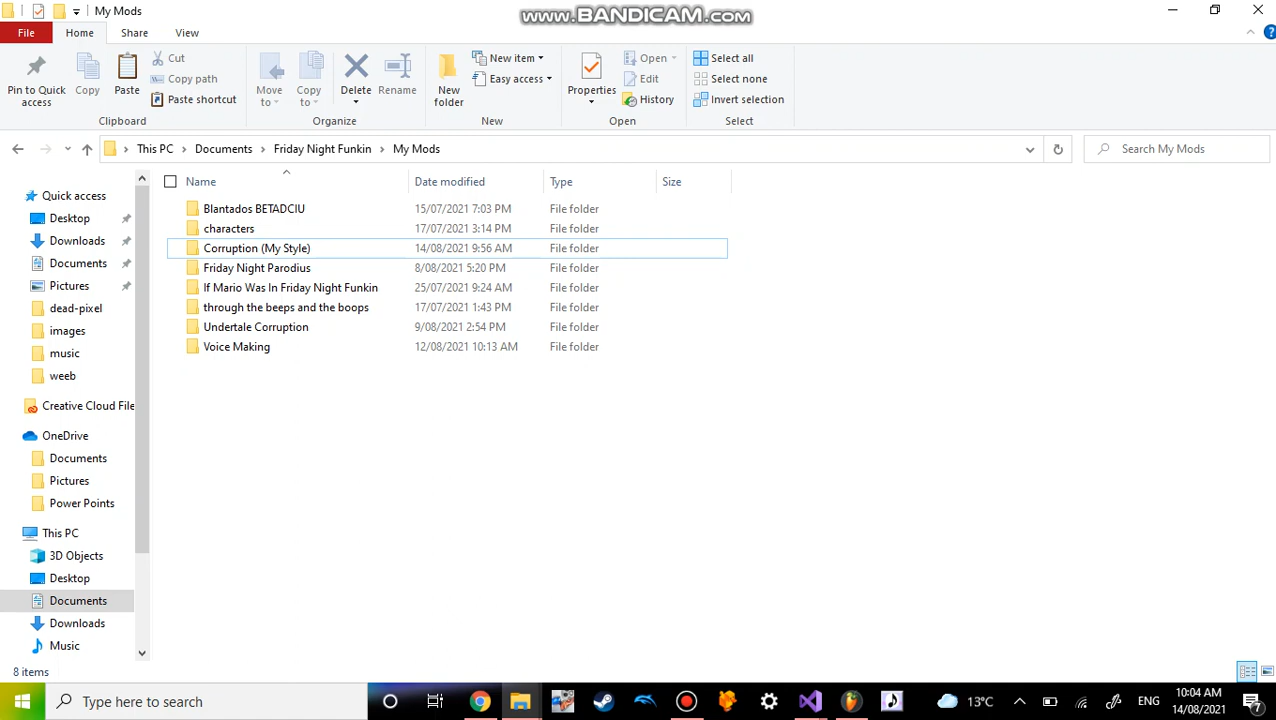 My Mods
www.BANDICAM.com
File Home Share View
Pin to Quick access
Copy
Paste
Cut
Copy path
Paste shortcut
Clipboard
Move to
Copy to
Delete
Rename
Organize
New folder
New item
Easy access
New
Properties
Open
Edit
History
Open
Select all
Select none
Invert selection
Select
This PC Documents Friday Night Funkin My Mods
Search My Mods
Name Date modified Type Size
Blantados BETADCIU 15/07/2021 7:03 PM File folder
characters 17/07/2021 3:14 PM File folder
Corruption (My Style) 14/08/2021 9:56 AM File folder
Friday Night Parodius 8/08/2021 5:20 PM File folder
If Mario Was In Friday Night Funkin 25/07/2021 9:24 AM File folder
through the beeps and the boops 17/07/2021 1:43 PM File folder
Undertale Corruption 9/08/2021 2:54 PM File folder
Voice Making 12/08/2021 10:13 AM File folder
Quick access
Desktop
Downloads
Documents
Pictures
dead-pixel
images
music
weeb
Creative Cloud File
OneDrive
Documents
Pictures
Power Points
This PC
3D Objects
Desktop
Documents
Downloads
Music
8 items
Type here to search
13°C
ENG
10:04 AM
14/08/2021
7